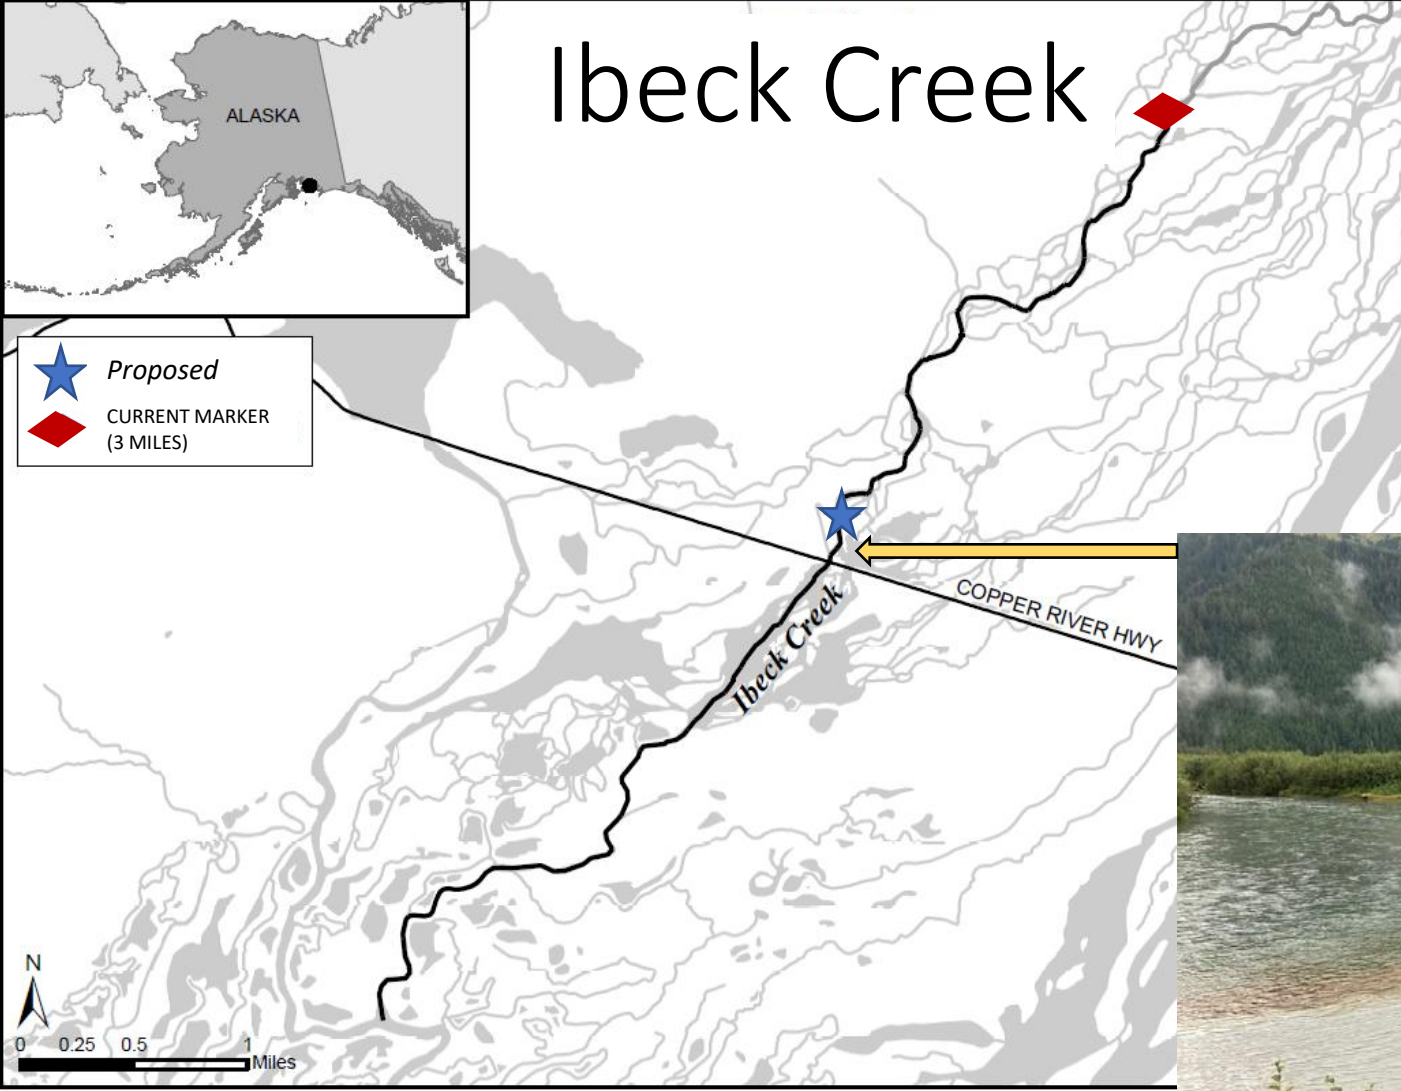 Ibeck Creek
ALASKA
Proposed
CURRENT MARKER
(3 MILES)
COPPER RIVER HWY
Ibeck Creek
N
0 0.25 0.5 1
Miles